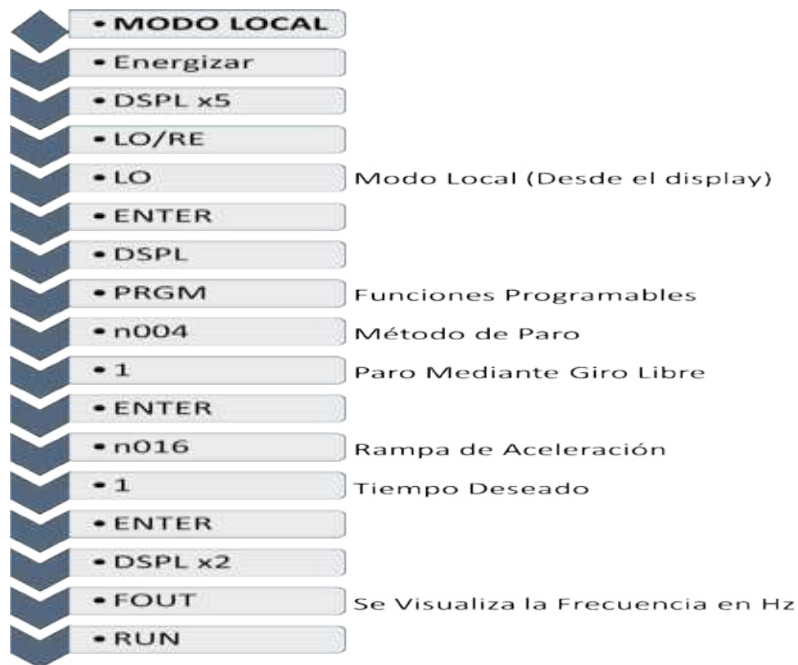 • MODO LOCAL
• Energizar
• DSPL x5
• LO/RE
• LO Modo Local (Desde el display)
• ENTER
• DSPL
• PRGM Funciones Programables
• n004 Método de Paro
• 1 Paro Mediante Giro Libre
• ENTER
• n016 Rampa de Aceleración
• 1 Tiempo Deseado
• ENTER
• DSPL x2
• FOUT Se Visualiza la Frecuencia en Hz
• RUN